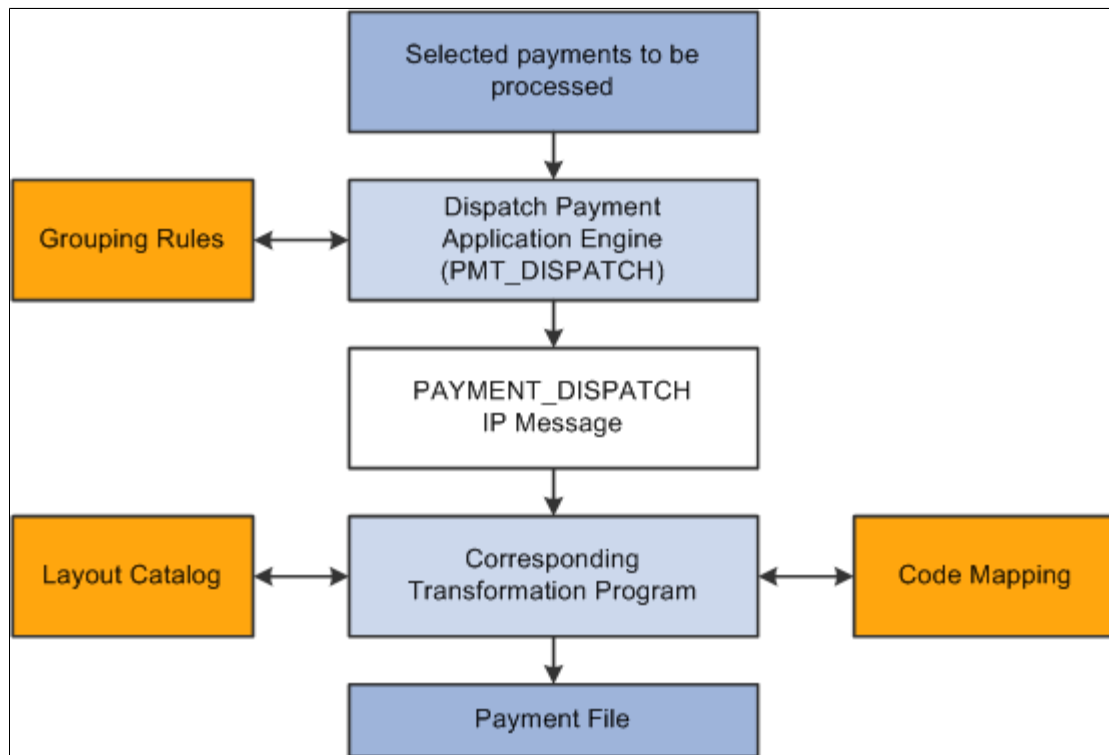 Selected payments to be
processed
Grouping Rules
Dispatch Payment
Application Engine
(PMT_DISPATCH)
PAYMENT_DISPATCH
IP Message
Layout Catalog
Corresponding
Transformation Program
Code Mapping
Payment File